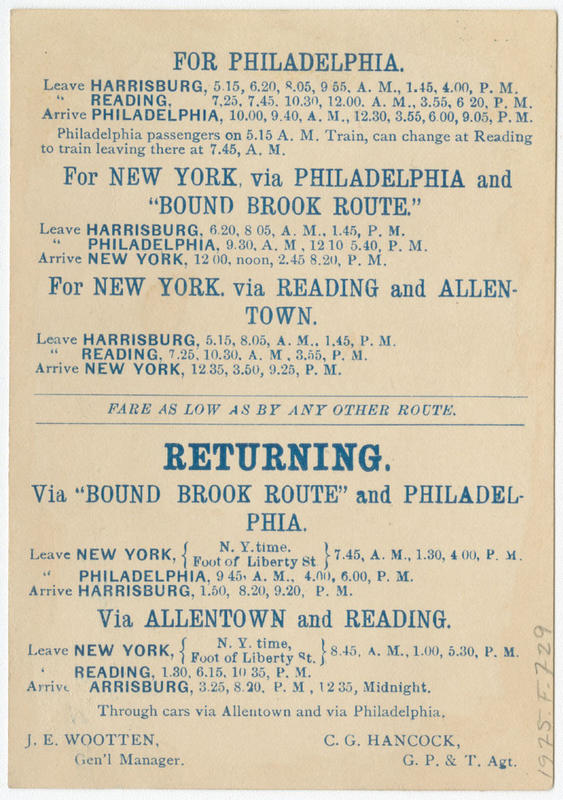 FOR PHILADELPHIA.
Leave HARRISBURG, 5.15, 6.20, 8.05, 9 55, A. M., 1.45, 4.00, P. M.
“ READING, 7,25, 7.45, 10.30, 12.00. A. M., 3.55, 6 20, P. M.
Arrive PHILADELPHIA, 10.00, 9.40, A. M., 12.30, 3.55, 6.00, 9.05, P. M.
Philadelphia passengers on 5.15 A. M. Train, can change at Reading
to train leaving there at 7.45, A. M.
For NEW YORK, via PHILADELPHIA and
“BOUND BROOK ROUTE.”
Leave HARRISBURG, 6.20, 8 05, A. M., 1.45, P. M.
“ PHILADELPHIA, 9.30, A. M , 12 10 5.40, P. M.
Arrive NEW YORK, 12 00, noon, 2.45 8.20, P. M.
For NEW YORK. via READING and ALLEN-
TOWN.
Leave HARRISBURG, 5.15, 8.05, A. M., 1.45, P. M.
“ READING, 7.25, 10.30. A. M , 3.55, P. M.
Arrive NEW YORK, 12 35, 3.50, 9.25, P. M.
FARE AS LOW AS BY ANY OTHER ROUTE.
RETURNING.
Via “BOUND BROOK ROUTE” and PHILADEL-
PHIA.
Leave NEW YORK, { N. Y. time. Foot of Liberty St } 7.45, A. M., 1.30, 4 00, P. M.
“ PHILADELPHIA, 9 45, A. M., 4.00, 6.00, P. M.
Arrive HARRISBURG, 1.50, 8.20, 9.20, P. M.
Via ALLENTOWN and READING.
Leave NEW YORK, { N. Y. time, Foot of Liberty St. } 8.45, A. M., 1.00, 5.30, P. M.
‘ READING, 1.30, 6.15, 10 35, P. M.
Arrive ARRISBURG, 3.25, 8.20. P. M , 12 35, Midnight.
Through cars via Allentown and via Philadelphia.
J. E. WOOTTEN, C. G. HANCOCK,
Gen’l Manager. G. P. & T. Agt.
1975.F.729